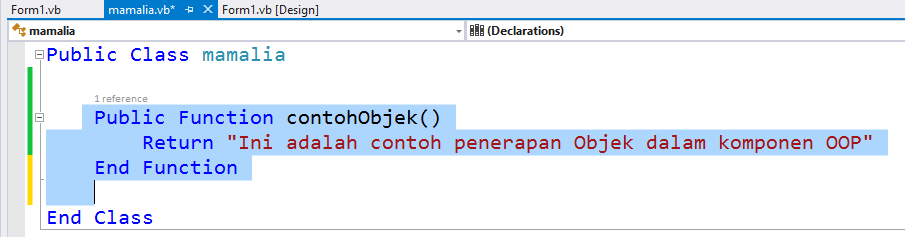 Form1.vb mamalia.vb* Form1.vb [Design]
mamalia (Declarations)
Public Class mamalia
1 reference
Public Function contohObjek()
Return "Ini adalah contoh penerapan Objek dalam komponen OOP"
End Function
End Class